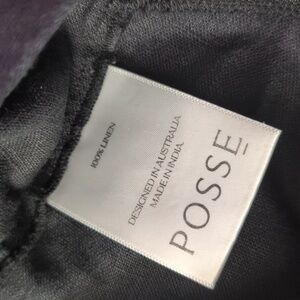 POSSE
DESIGNED IN AUSTRALIA
MADE IN INDIA.
100% LINEN